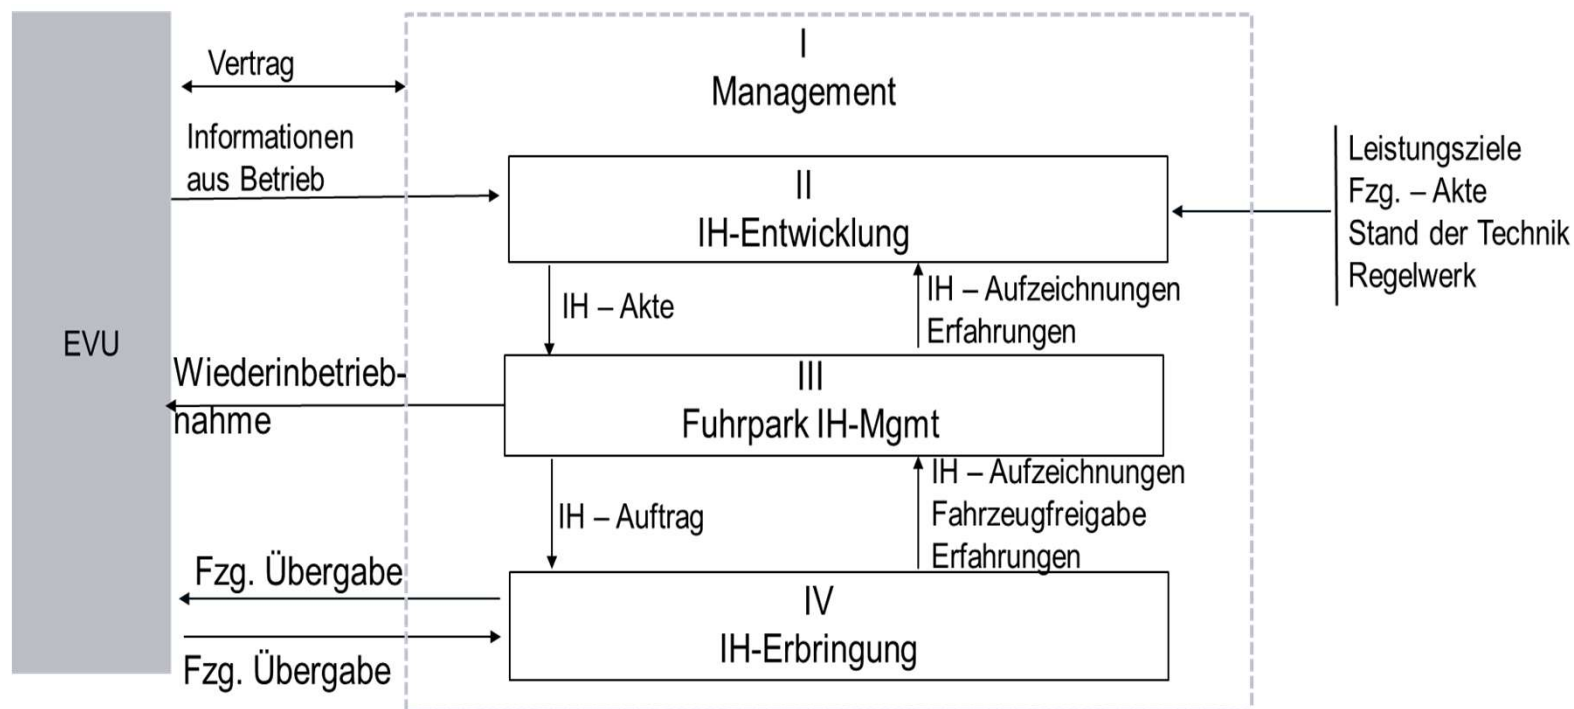 EVU
Vertrag
Informationen
aus Betrieb
Wiederinbetrieb-
nahme
Fzg. Übergabe
Fzg. Übergabe
I
Management
II
IH-Entwicklung
IH – Akte
IH – Aufzeichnungen
Erfahrungen
III
Fuhrpark IH-Mgmt
IH – Auftrag
IH – Aufzeichnungen
Fahrzeugfreigabe
Erfahrungen
IV
IH-Erbringung
Leistungsziele
Fzg. – Akte
Stand der Technik
Regelwerk